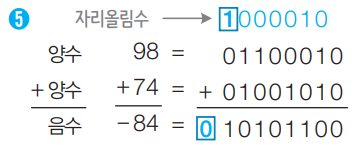 ❺ 자리올림수 → 1000010
양수 98 = 01100010
+양수 +74 = + 01001010
음수 -84 = 0 10101100